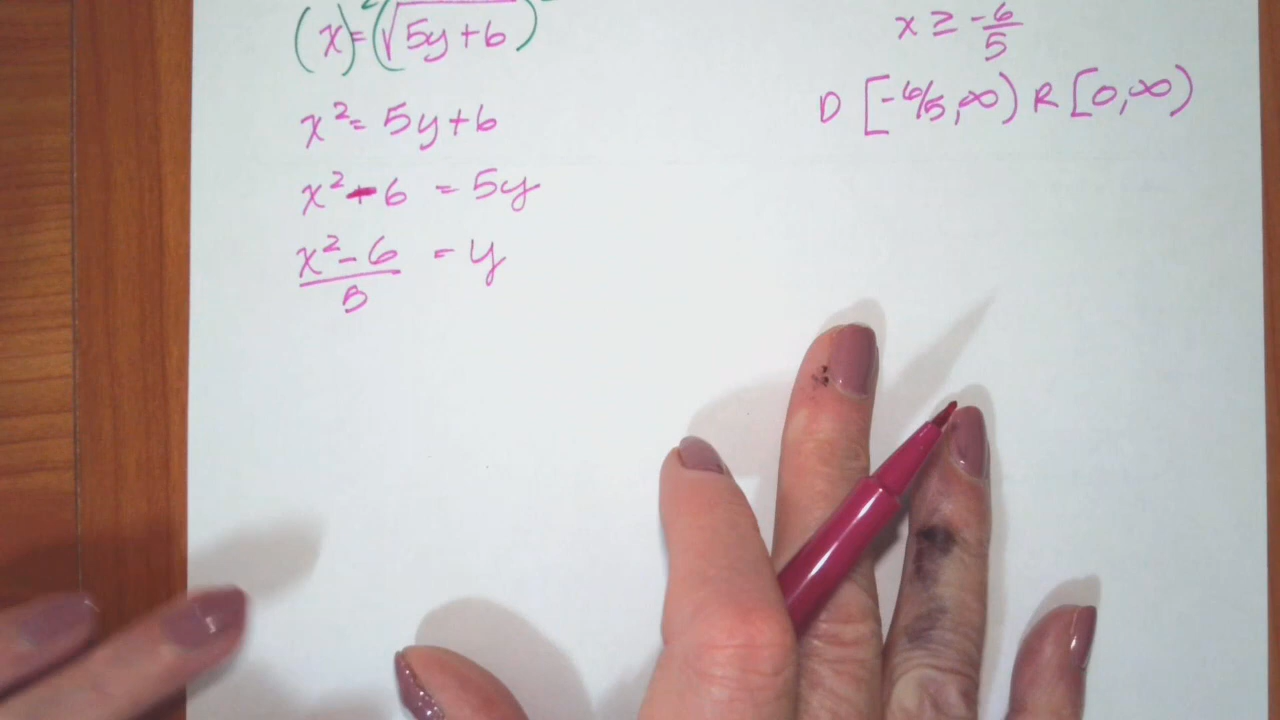 (x)² = (√5y+6)²
x² = 5y+6
x² - 6 = 5y
x² - 6 = y
5
x ≥ -6
5
D [-6/5, ∞) R [0, ∞)